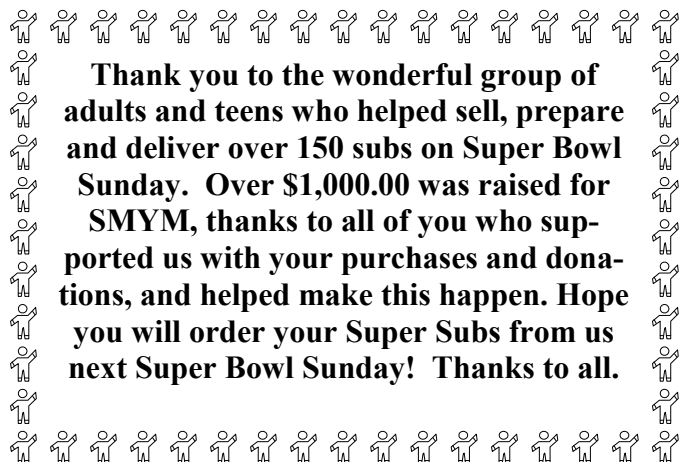 Thank you to the wonderful group of
adults and teens who helped sell, prepare
and deliver over 150 subs on Super Bowl
Sunday.  Over $1,000.00 was raised for
SMYM, thanks to all of you who sup-
ported us with your purchases and dona-
tions, and helped make this happen. Hope
you will order your Super Subs from us
next Super Bowl Sunday!  Thanks to all.